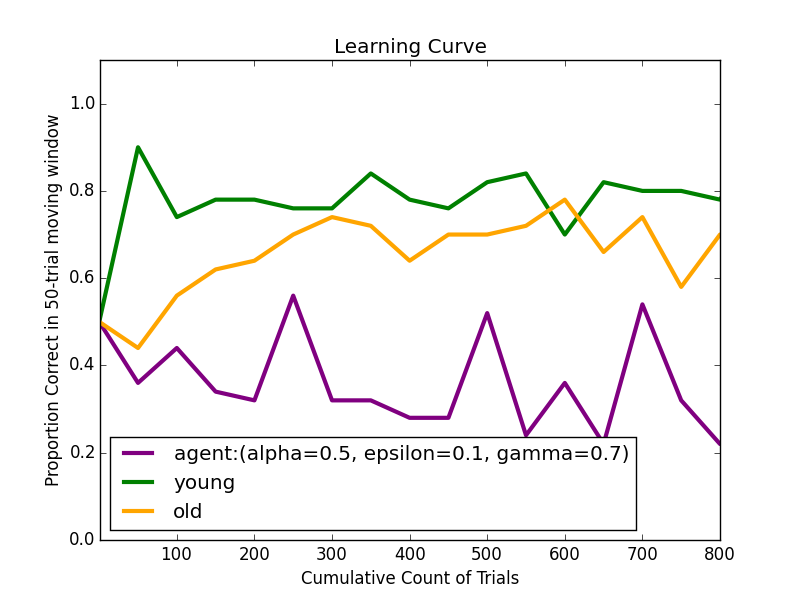 Learning Curve
Proportion Correct in 50-trial moving window
1.0
0.8
0.6
0.4
0.2
0.0
agent:(alpha=0.5, epsilon=0.1, gamma=0.7)
young
old
100 200 300 400 500 600 700 800
Cumulative Count of Trials